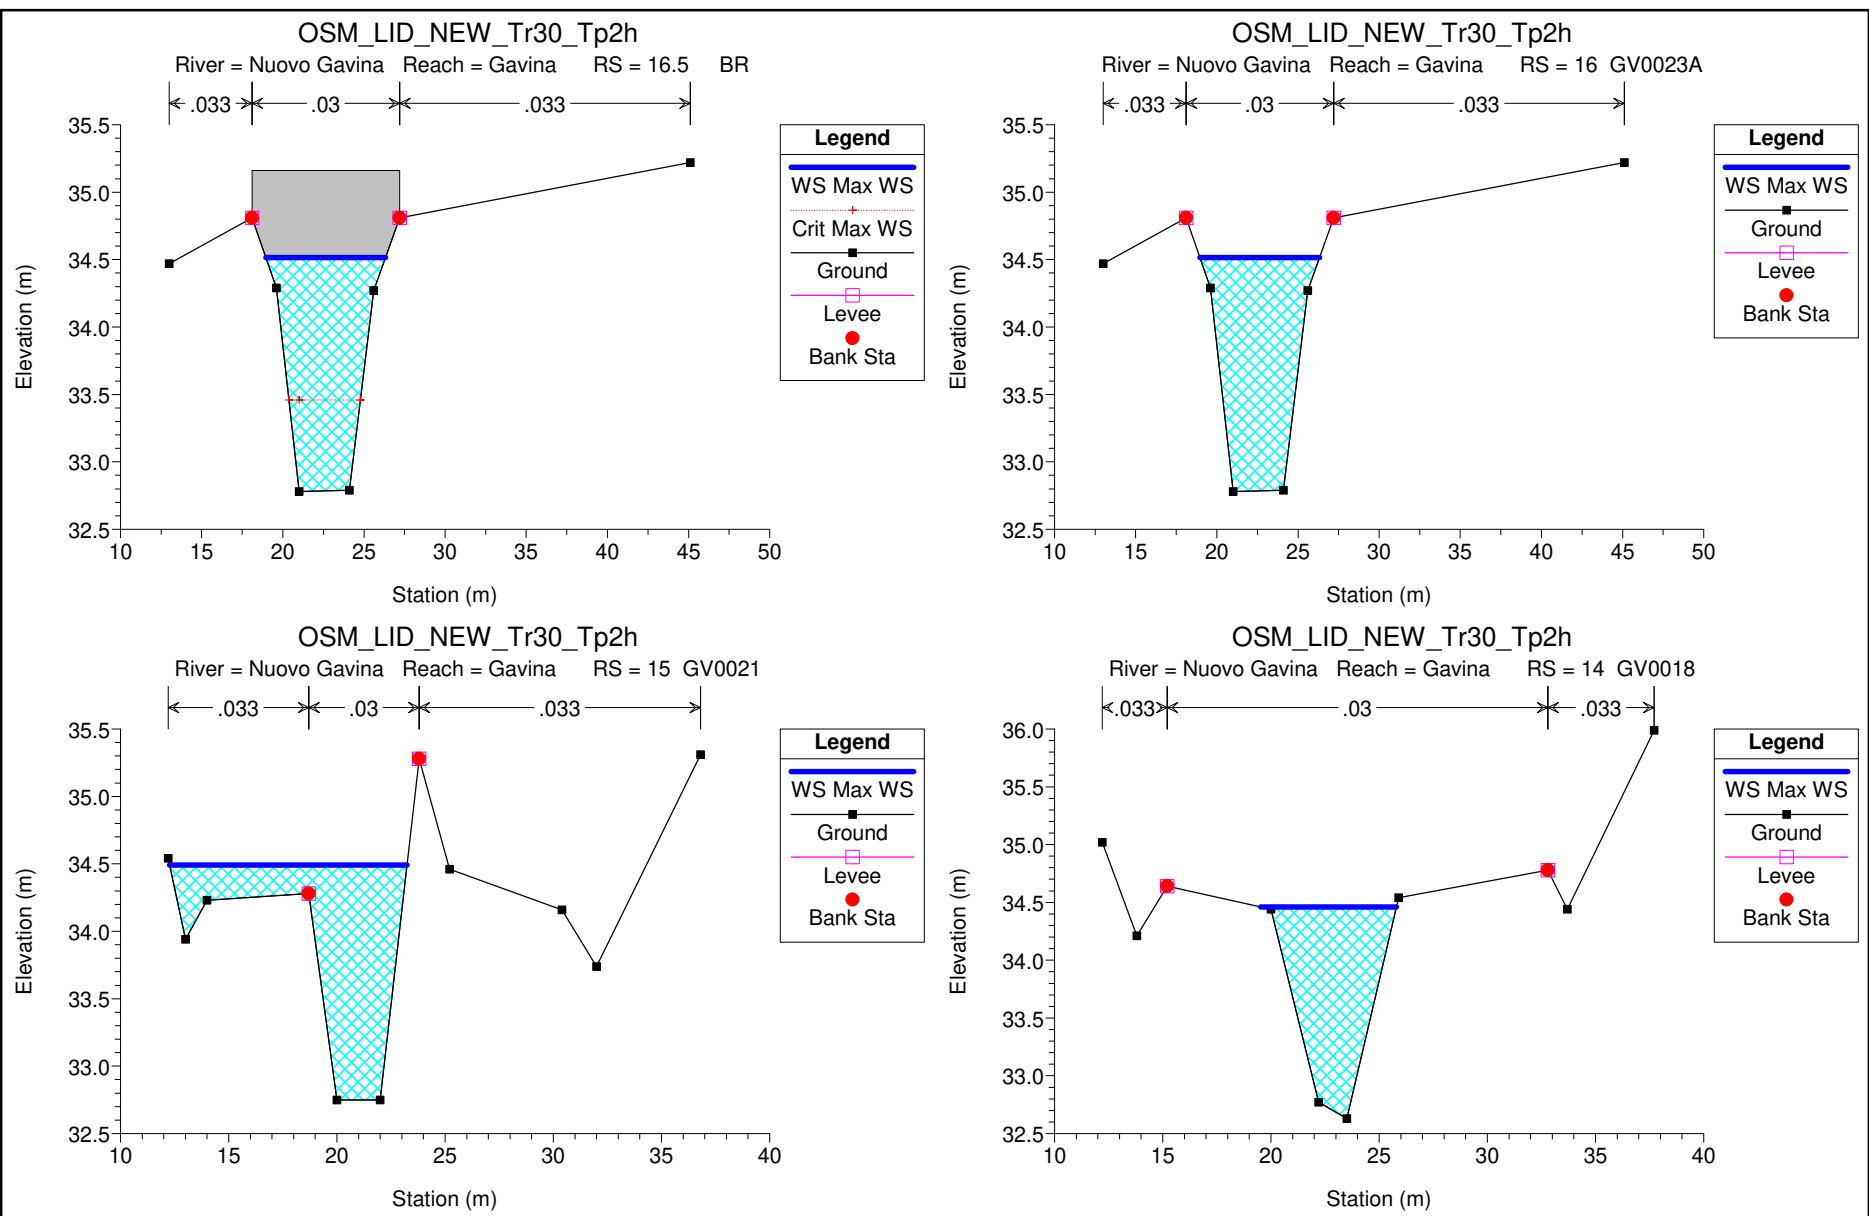 OSM_LID_NEW_Tr30_Tp2h
River = Nuovo Gavina Reach = Gavina RS = 16.5 BR
.033 .03 .033
35.5
35.0
34.5
34.0
33.5
33.0
32.5
Elevation (m)
10 15 20 25 30 35 40 45 50
Station (m)
Legend
WS Max WS
Crit Max WS
Ground
Levee
Bank Sta
OSM_LID_NEW_Tr30_Tp2h
River = Nuovo Gavina Reach = Gavina RS = 16 GV0023A
.033 .03 .033
35.5
35.0
34.5
34.0
33.5
33.0
32.5
Elevation (m)
10 15 20 25 30 35 40 45 50
Station (m)
Legend
WS Max WS
Ground
Levee
Bank Sta
OSM_LID_NEW_Tr30_Tp2h
River = Nuovo Gavina Reach = Gavina RS = 15 GV0021
.033 .03 .033
35.5
35.0
34.5
34.0
33.5
33.0
32.5
Elevation (m)
10 15 20 25 30 35 40
Station (m)
Legend
WS Max WS
Ground
Levee
Bank Sta
OSM_LID_NEW_Tr30_Tp2h
River = Nuovo Gavina Reach = Gavina RS = 14 GV0018
.033 .03 .033
36.0
35.5
35.0
34.5
34.0
33.5
33.0
32.5
Elevation (m)
10 15 20 25 30 35 40
Station (m)
Legend
WS Max WS
Ground
Levee
Bank Sta